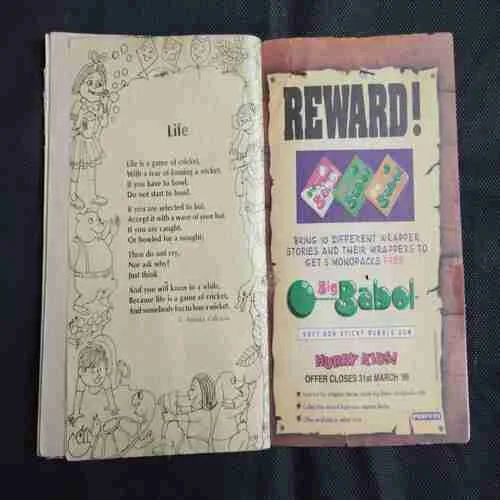 Life
Life is a game of cricket,
With a fear of loosing a wicket.
If you have to bowl,
Do not start to howl.
If you are selected to bat,
Accept it with a wave of your hat.
If you are caught,
Or bowled for a nought,
Then do not cry,
Nor ask why?
Just think
And you will know in a while,
Because life is a game of cricket,
And somebody has to lose a wicket.
REWARD!
BRING 10 DIFFERENT WRAPPER
STORIES AND THEIR WRAPPERS TO
GET 5 MONOPACKS FREE
Big
Babol
SOFT NON STICKY BUBBLE GUM
HURRY KIDS!
OFFER CLOSES 31st MARCH
PERFETTI